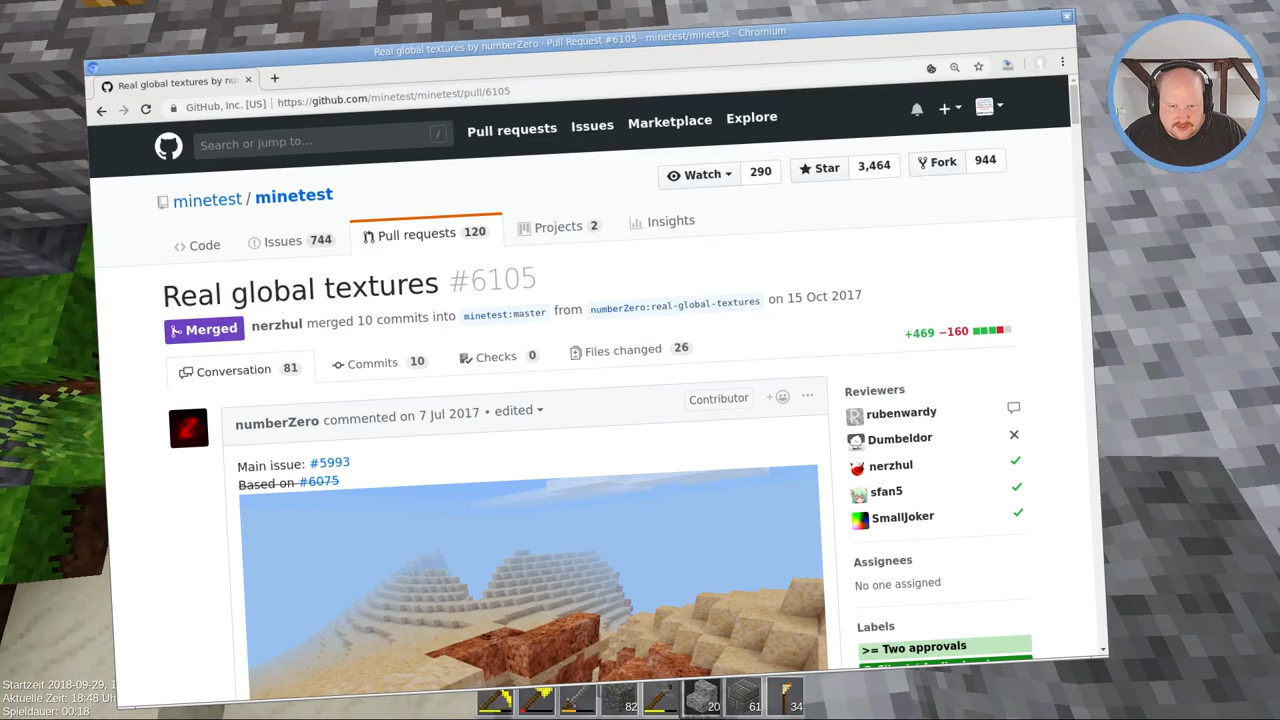 Real global textures by numberZero · Pull Request #6105 · minetest/minetest - Chromium
Real global textures by nu
GitHub, Inc. [US] | https://github.com/minetest/minetest/pull/6105
Search or jump to… /
Pull requests Issues Marketplace Explore
minetest / minetest
Watch 290 Star 3,464 Fork 944
Code Issues 744 Pull requests 120 Projects 2 Insights
Real global textures #6105
Merged nerzhul merged 10 commits into minetest:master from numberZero:real-global-textures on 15 Oct 2017
Conversation 81 Commits 10 Checks 0 Files changed 26
+469 −160
numberZero commented on 7 Jul 2017 • edited
Contributor
Main issue: #5993
Based on #6075
Reviewers
rubenwardy
Dumbeldor
nerzhul
sfan5
SmallJoker
Assignees
No one assigned
Labels
>= Two approvals
Startzeit 2018-09-29, 1
Aktuelle Zeit: 18:48 Uh
Spieldauer: 00:18
82 20 61 34